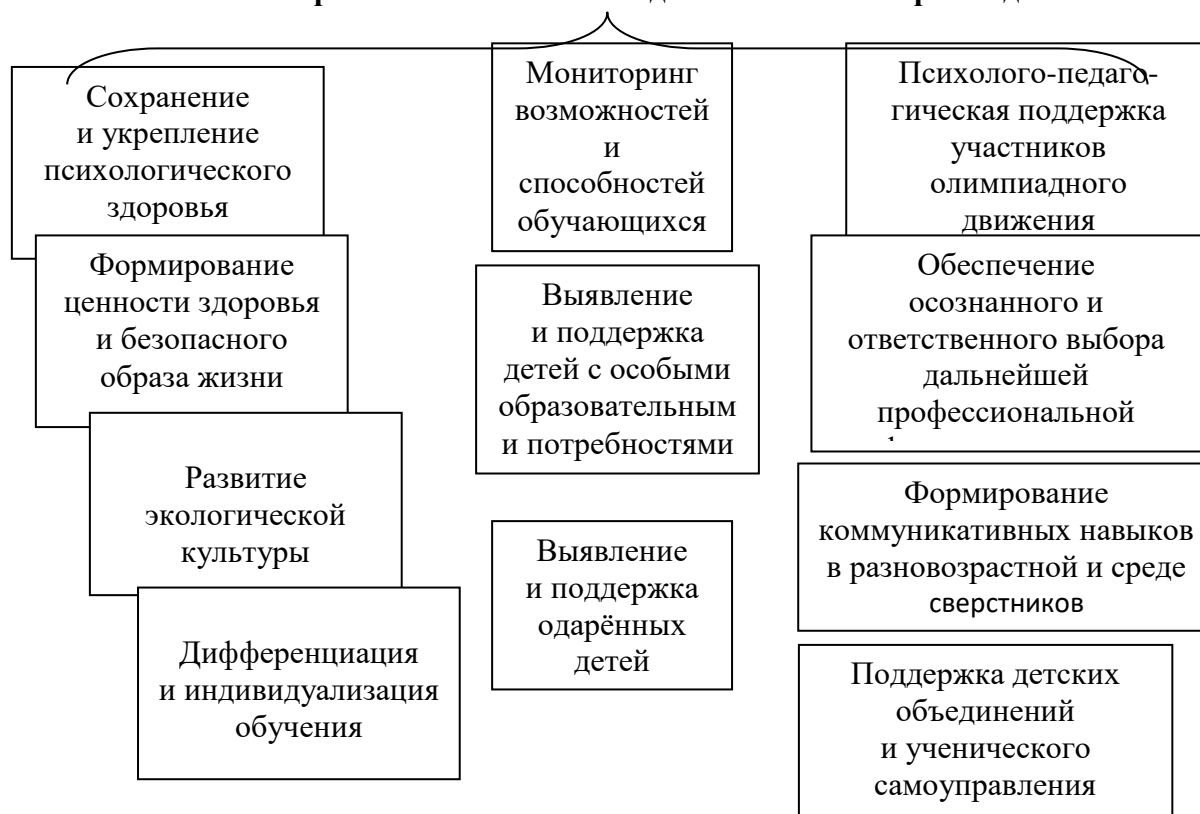 Сохранение
и укрепление
психологического
здоровья
Формирование
ценности здоровья
и безопасного
образа жизни
Развитие
экологической
культуры
Дифференциация
и индивидуализация
обучения
Мониторинг
возможностей
и
способностей
обучающихся
Выявление
и поддержка
детей с особыми
образовательным
и потребностями
Выявление
и поддержка
одарённых
детей
Психолого-педаго-
гическая поддержка
участников
олимпиадного
движения
Обеспечение
осознанного и
ответственного выбора
дальнейшей
профессиональной
Формирование
коммуникативных навыков
в разновозрастной и среде
сверстников
Поддержка детских
объединений
и ученического
самоуправления